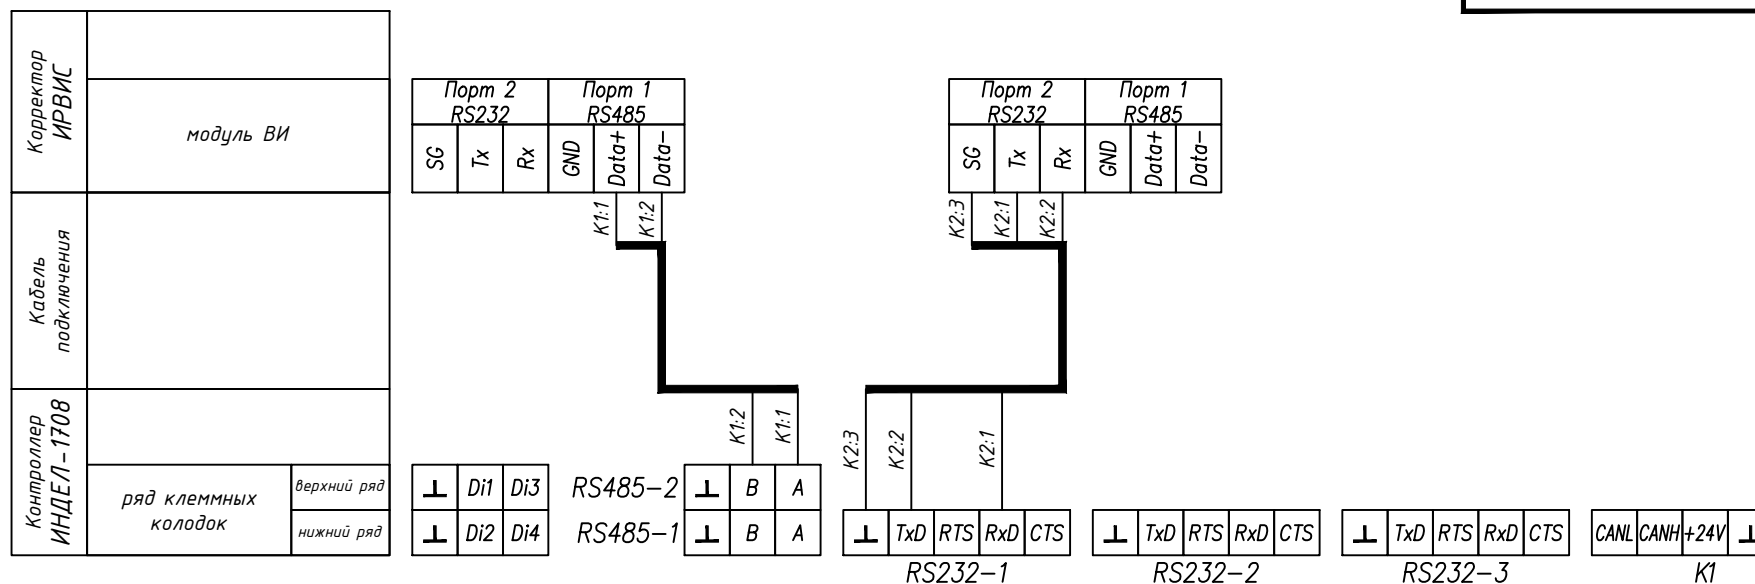 Корректор
ИРВИС
модуль ВИ
Порт 2
RS232
Порт 1
RS485
SG
Tx
Rx
GND
Data+
Data-
Порт 2
RS232
Порт 1
RS485
SG
Tx
Rx
GND
Data+
Data-
Кабель
подключения
K1:1
K1:2
K2:3
K2:1
K2:2
Контроллер
ИНДЕЛ-1708
K1:2
K1:1
K2:3
K2:2
K2:1
ряд клеммных
колодок
верхний ряд
нижний ряд
⊥ Di1 Di3
RS485-2 ⊥ B A
⊥ Di2 Di4
RS485-1 ⊥ B A
⊥ TxD RTS RxD CTS
⊥ TxD RTS RxD CTS
⊥ TxD RTS RxD CTS
CANL CANH +24V ⊥
RS232-1
RS232-2
RS232-3
K1